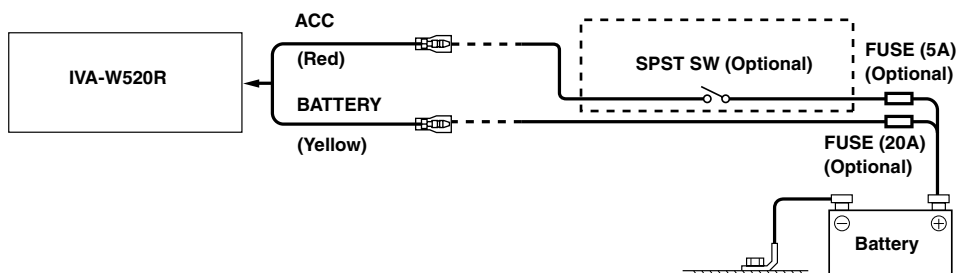 ACC
(Red)
IVA-W520R
BATTERY
(Yellow)
SPST SW (Optional)
FUSE (5A)
(Optional)
FUSE (20A)
(Optional)
Battery